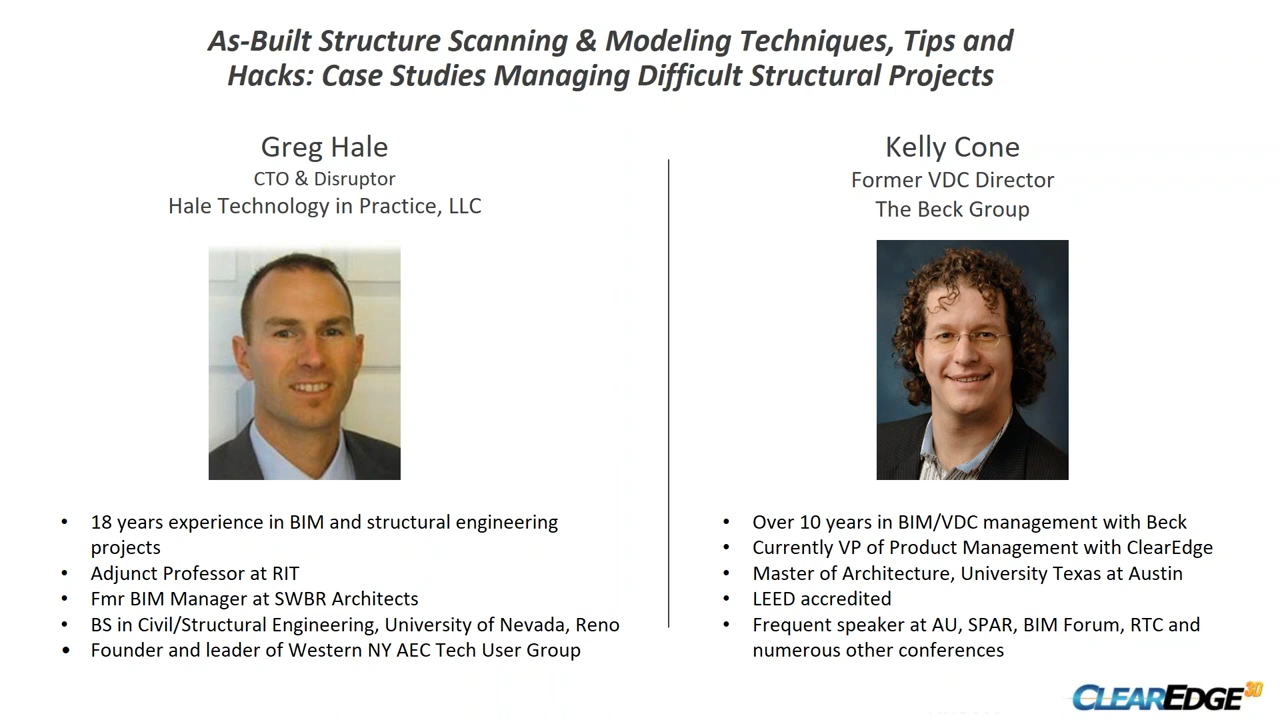 As-Built Structure Scanning & Modeling Techniques, Tips and
Hacks: Case Studies Managing Difficult Structural Projects
Greg Hale
CTO & Disruptor
Hale Technology in Practice, LLC
• 18 years experience in BIM and structural engineering
projects
• Adjunct Professor at RIT
• Fmr BIM Manager at SWBR Architects
• BS in Civil/Structural Engineering, University of Nevada, Reno
• Founder and leader of Western NY AEC Tech User Group
Kelly Cone
Former VDC Director
The Beck Group
• Over 10 years in BIM/VDC management with Beck
• Currently VP of Product Management with ClearEdge
• Master of Architecture, University Texas at Austin
• LEED accredited
• Frequent speaker at AU, SPAR, BIM Forum, RTC and
numerous other conferences
CLEAREDGE 3D